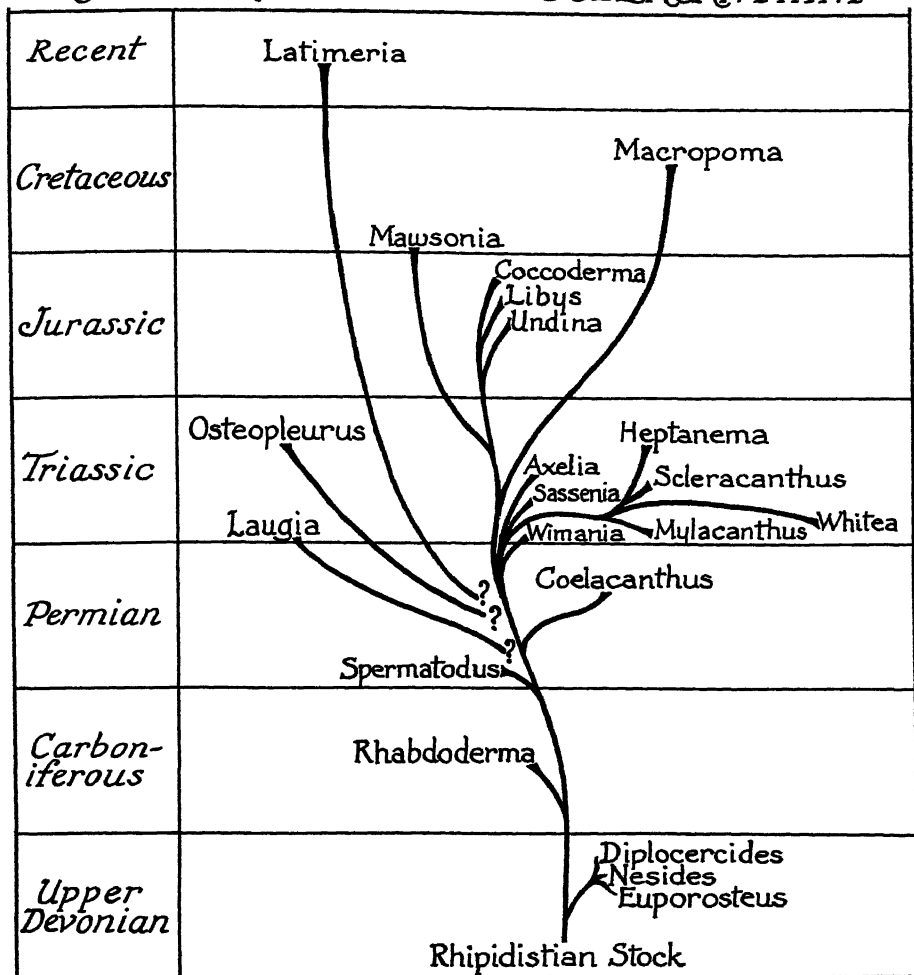 Recent
Latimeria
Cretaceous
Macropoma
Mawsonia
Jurassic
Coccoderma
Libys
Undina
Triassic
Osteopleurus
Heptanema
Axelia
Scleracanthus
Sassenia
Laugia
Wimania
Mylacanthus
Whitea
Permian
Coelacanthus
?
?
?
Spermatodus
Carbon-
iferous
Rhabdoderma
Upper
Devonian
Diplocercides
Nesides
Euporosteus
Rhipidistian Stock